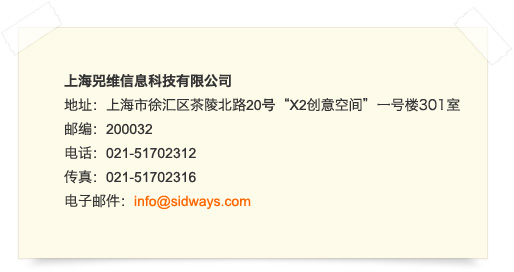 上海兕维信息科技有限公司
地址：上海市徐汇区茶陵北路20号“X2创意空间”一号楼301室
邮编：200032
电话：021-51702312
传真：021-51702316
电子邮件：info@sidways.com